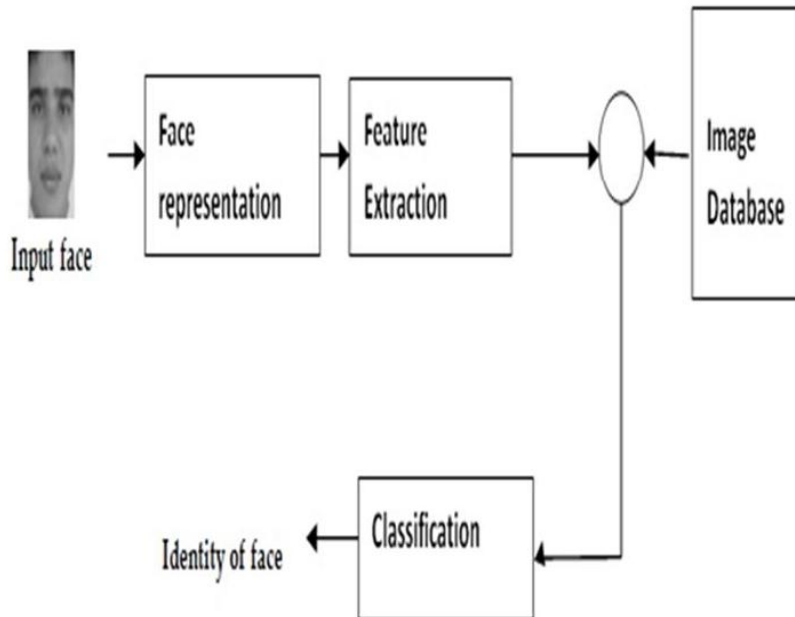 Input face
Face
representation
Feature
Extraction
Image
Database
Classification
Identity of face